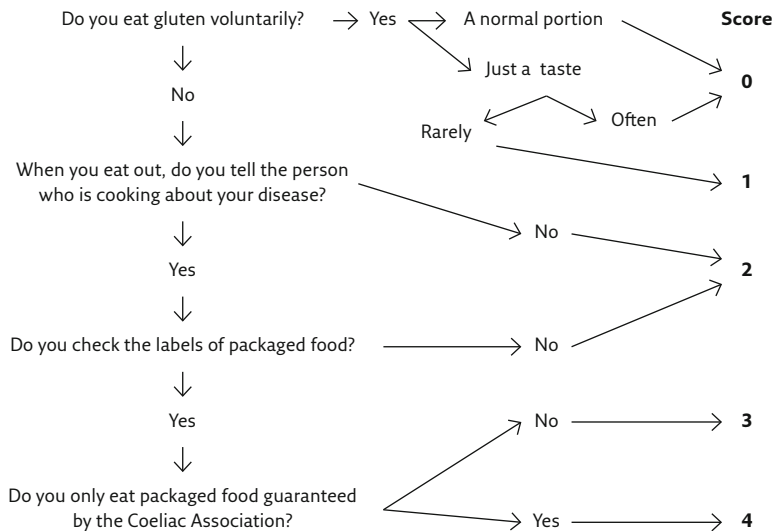 Do you eat gluten voluntarily? Yes A normal portion Score
Just a taste
0
No
Often
Rarely
When you eat out, do you tell the person
who is cooking about your disease?
1
No
Yes
2
Do you check the labels of packaged food? No
Yes
No
3
Do you only eat packaged food guaranteed
by the Coeliac Association?
Yes
4